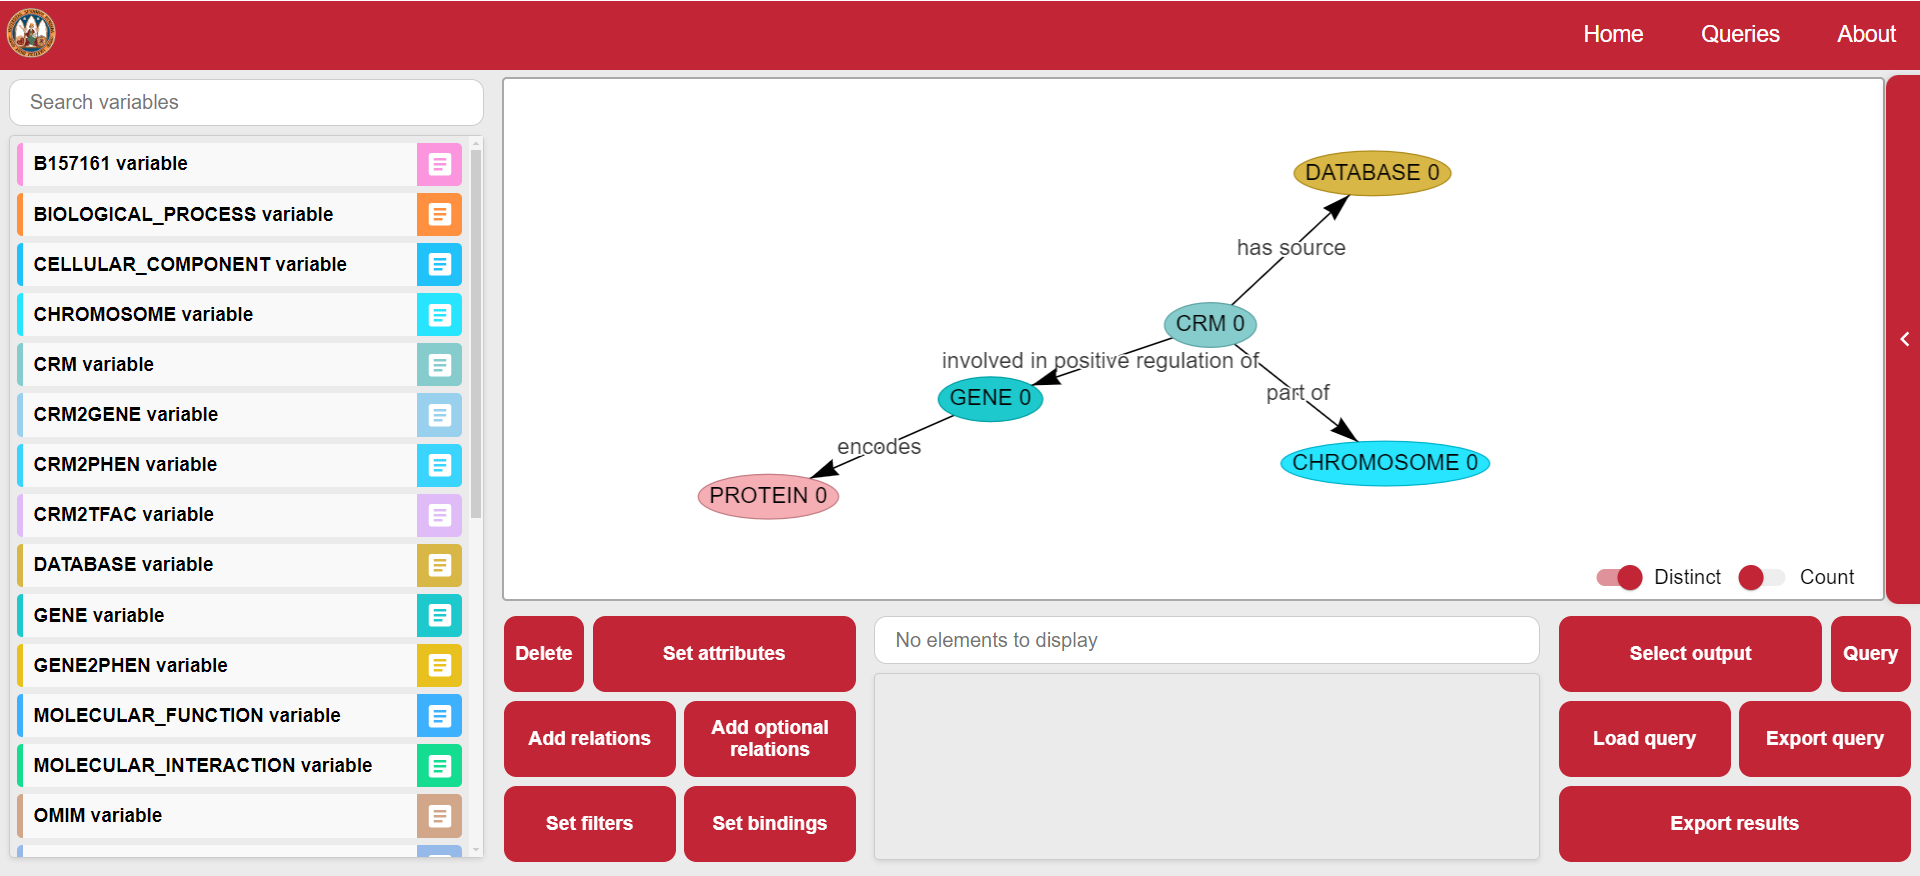 Home
Queries
About
Search variables
B157161 variable
BIOLOGICAL_PROCESS variable
CELLULAR_COMPONENT variable
CHROMOSOME variable
CRM variable
CRM2GENE variable
CRM2PHEN variable
CRM2TFAC variable
DATABASE variable
GENE variable
GENE2PHEN variable
MOLECULAR_FUNCTION variable
MOLECULAR_INTERACTION variable
OMIM variable
DATABASE 0
has source
CRM 0
involved in positive regulation of
GENE 0
part of
encodes
CHROMOSOME 0
PROTEIN 0
Distinct
Count
Delete
Set attributes
Add relations
Add optional
relations
Set filters
Set bindings
No elements to display
Select output
Query
Load query
Export query
Export results